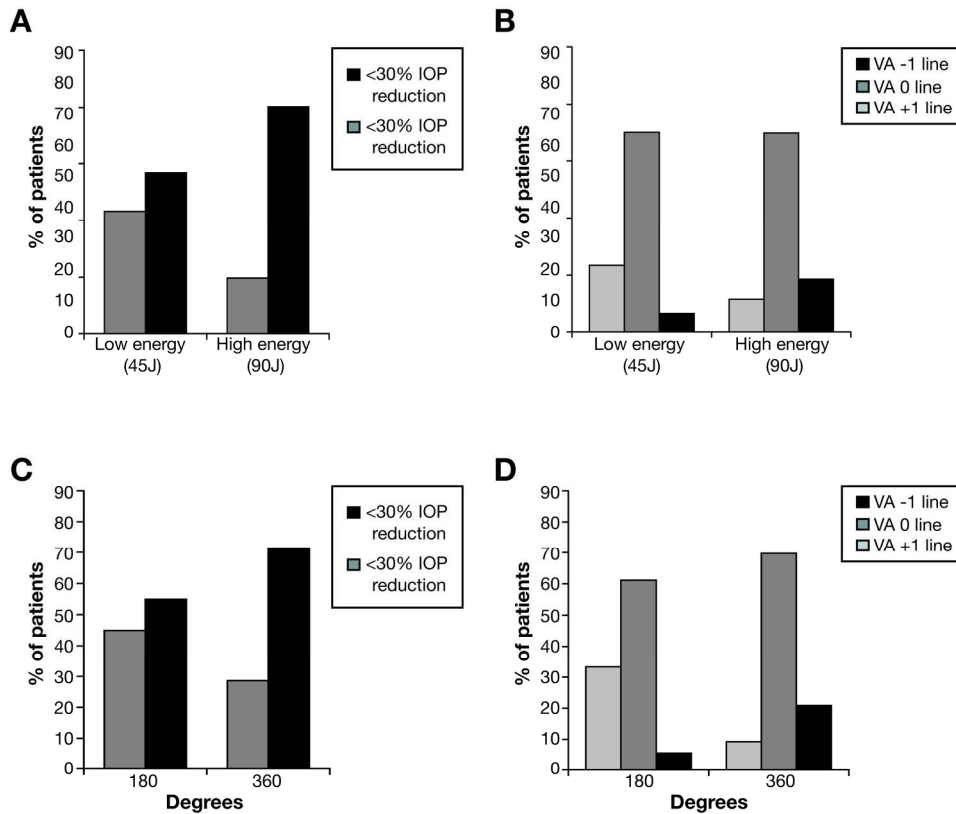 A
% of patients
90
80
70
60
50
40
30
20
10
0
Low energy
(45J)
High energy
(90J)
<30% IOP
reduction
<30% IOP
reduction
B
% of patients
90
80
70
60
50
40
30
20
10
0
Low energy
(45J)
High energy
(90J)
VA -1 line
VA 0 line
VA +1 line
C
% of patients
90
80
70
60
50
40
30
20
10
0
180
360
Degrees
<30% IOP
reduction
<30% IOP
reduction
D
% of patients
90
80
70
60
50
40
30
20
10
0
180
360
Degrees
VA -1 line
VA 0 line
VA +1 line